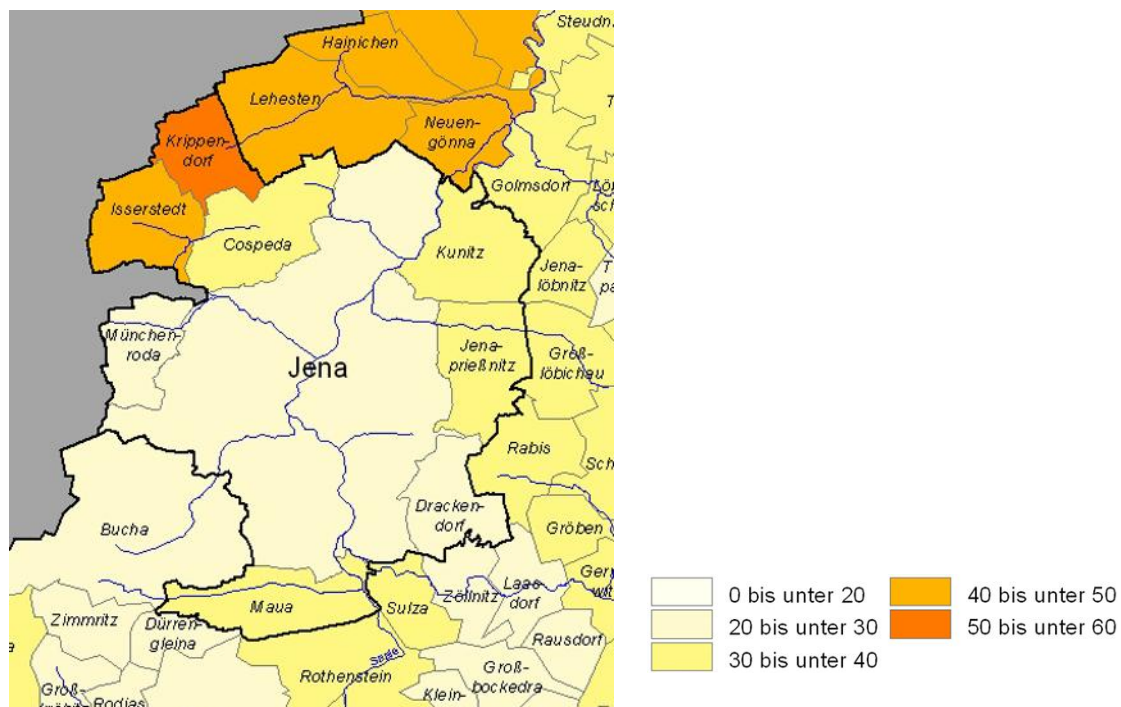 Steudn.
Hainichen
Lehesten
Neuen-
gönna
Krippen-
dorf
Golmsdorf
Isserstedt
Cospeda
Kunitz
Jena-
löbnitz
München-
roda
Jena
Jena-
prießnitz
Groß-
löbichau
Rabis
Bucha
Dracken-
dorf
Gröben
Maua
Sulza
Zöllnitz
Laas-
dorf
Zimmritz
Dürren-
gleina
Rausdorf
Saale
Rothenstein
Groß-
bockedra
Klein-
Groß-
0 bis unter 20
20 bis unter 30
30 bis unter 40
40 bis unter 50
50 bis unter 60